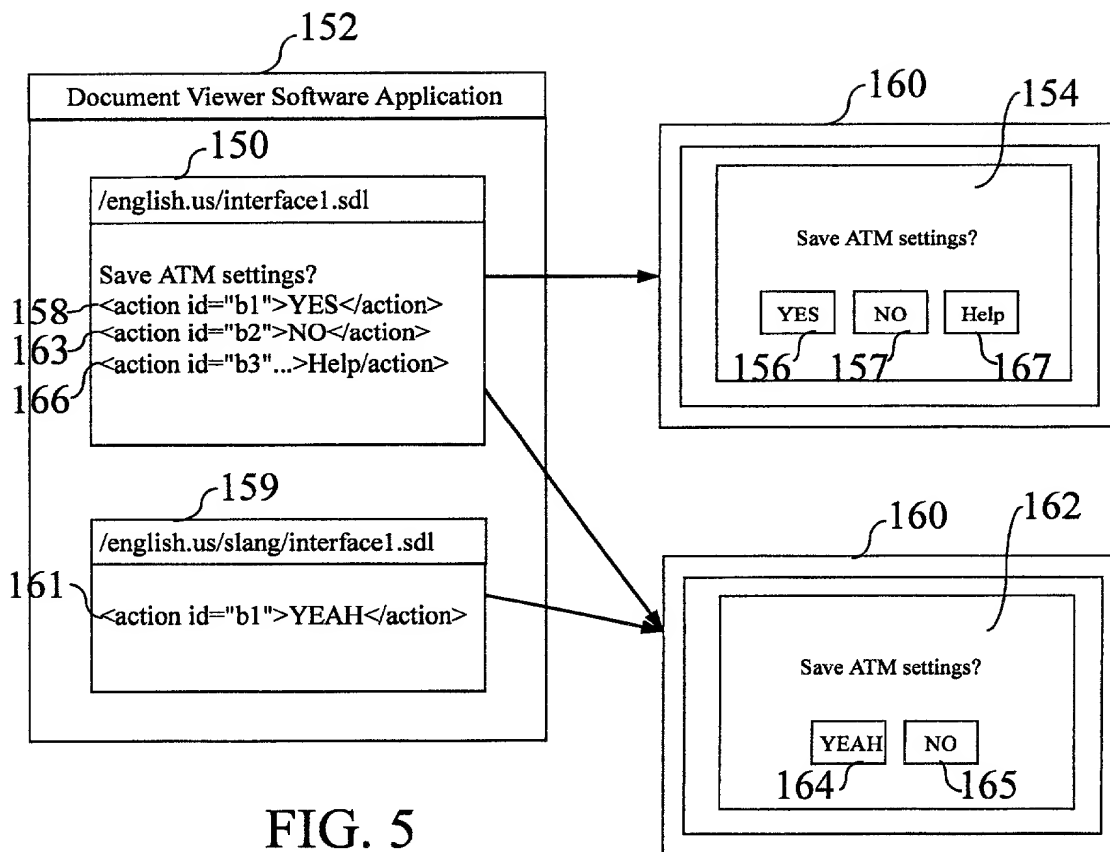 152
Document Viewer Software Application
150
/english.us/interface1.sdl
Save ATM settings?
158
<action id="b1">YES</action>
163
<action id="b2">NO</action>
166
<action id="b3"...>Help/action>
159
/english.us/slang/interface1.sdl
161
<action id="b1">YEAH</action>
160
154
Save ATM settings?
YES NO Help
156 157 167
160
162
Save ATM settings?
YEAH NO
164 165
FIG. 5